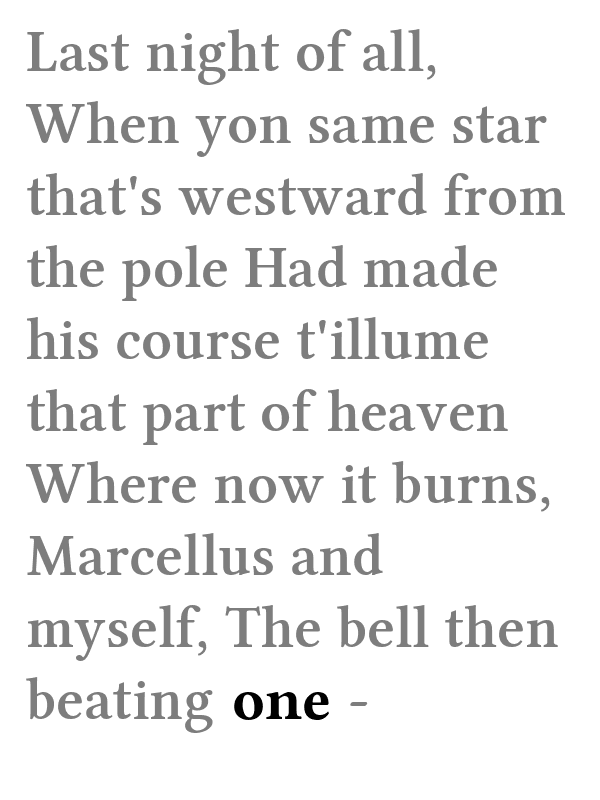 Last night of all,
When yon same star
that's westward from
the pole Had made
his course t'illume
that part of heaven
Where now it burns,
Marcellus and
myself, The bell then
beating one -